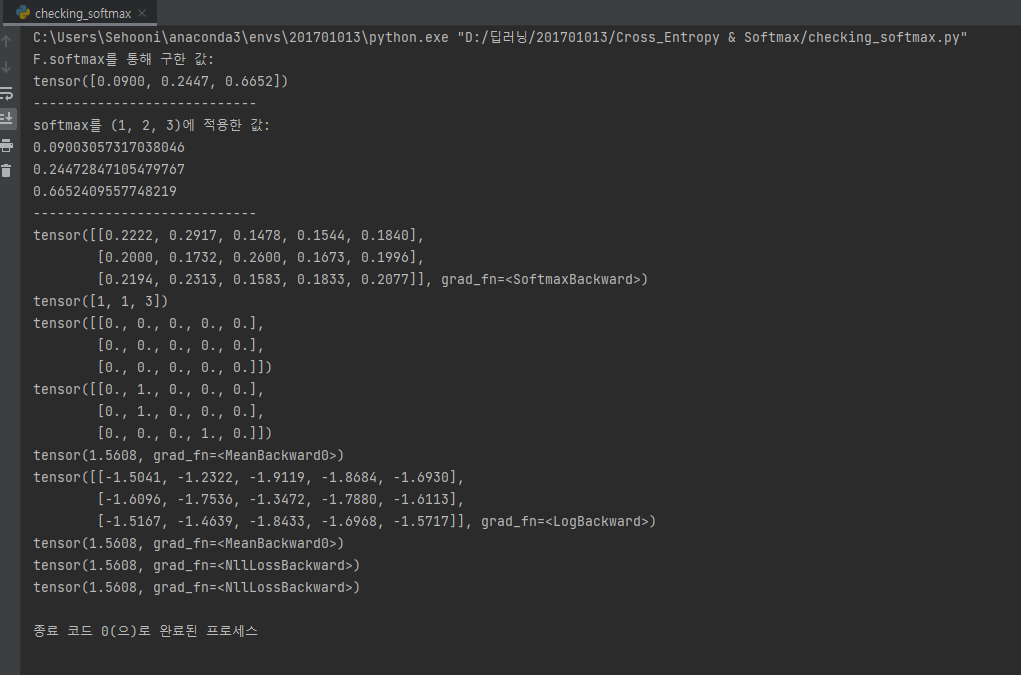 checking_softmax
C:\Users\Sehooni\anaconda3\envs\201701013\python.exe "D:/딥러닝/201701013/Cross_Entropy & Softmax/checking_softmax.py"
F.softmax를 통해 구한 값:
tensor([0.0900, 0.2447, 0.6652])
----------------------------
softmax를 (1, 2, 3)에 적용한 값:
0.09003057317038046
0.24472847105479767
0.6652409557748219
----------------------------
tensor([[0.2222, 0.2917, 0.1478, 0.1544, 0.1840],
        [0.2000, 0.1732, 0.2600, 0.1673, 0.1996],
        [0.2194, 0.2313, 0.1583, 0.1833, 0.2077]], grad_fn=<SoftmaxBackward>)
tensor([1, 1, 3])
tensor([[0., 0., 0., 0., 0.],
        [0., 0., 0., 0., 0.],
        [0., 0., 0., 0., 0.]])
tensor([[0., 1., 0., 0., 0.],
        [0., 1., 0., 0., 0.],
        [0., 0., 0., 1., 0.]])
tensor(1.5608, grad_fn=<MeanBackward0>)
tensor([[-1.5041, -1.2322, -1.9119, -1.8684, -1.6930],
        [-1.6096, -1.7536, -1.3472, -1.7880, -1.6113],
        [-1.5167, -1.4639, -1.8433, -1.6968, -1.5717]], grad_fn=<LogBackward>)
tensor(1.5608, grad_fn=<MeanBackward0>)
tensor(1.5608, grad_fn=<NllLossBackward>)
tensor(1.5608, grad_fn=<NllLossBackward>)
종료 코드 0(으)로 완료된 프로세스